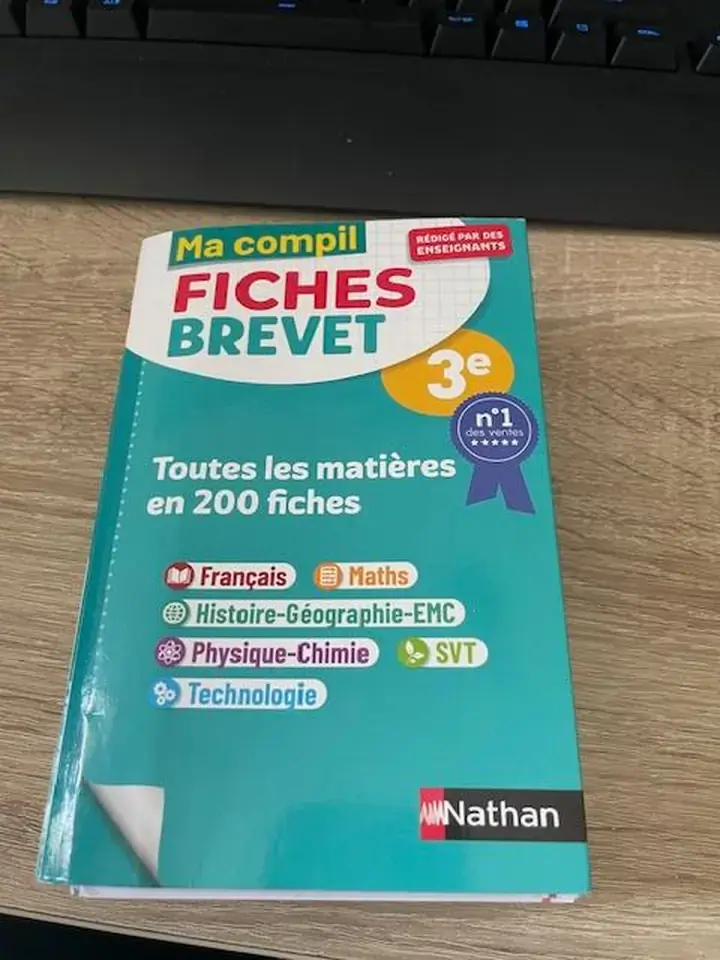 Ma compil
RÉDIGÉ PAR DES
ENSEIGNANTS
FICHES
BREVET
3e
n°1
des ventes
Toutes les matières
en 200 fiches
Français
Maths
Histoire-Géographie-EMC
Physique-Chimie
SVT
Technologie
Nathan